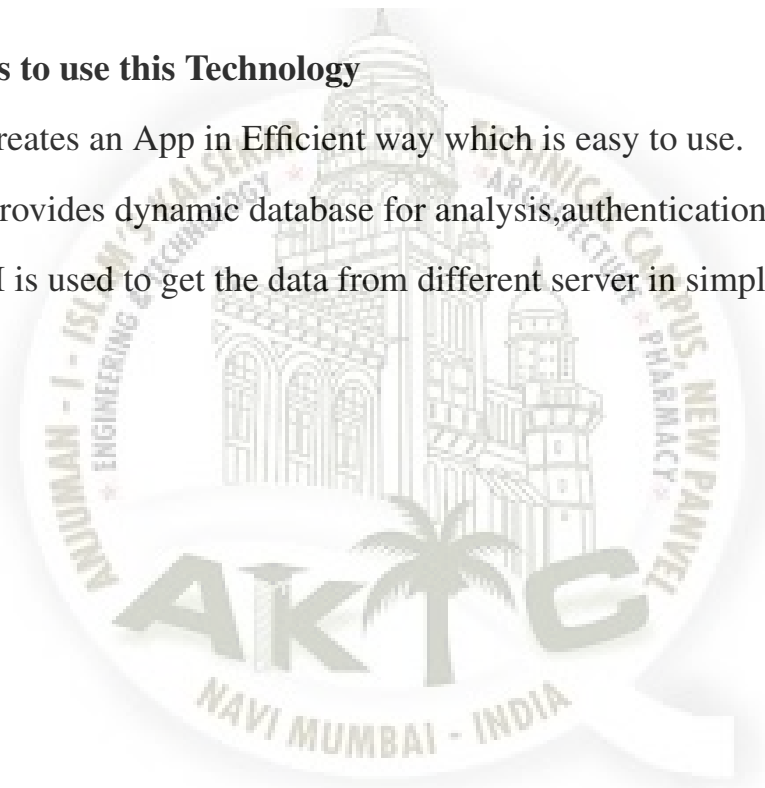 s to use this Technology
reates an App in Efficient way which is easy to use.
rovides dynamic database for analysis,authentication
I is used to get the data from different server in simpl
ANJUMAN - I - ISLAM'S KALSEKAR TECHNICAL CAMPUS, NEW PANVEL
ENGINEERING & TECHNOLOGY * ARCHITECTURE * PHARMACY *
AKTC
NAVI MUMBAI - INDIA